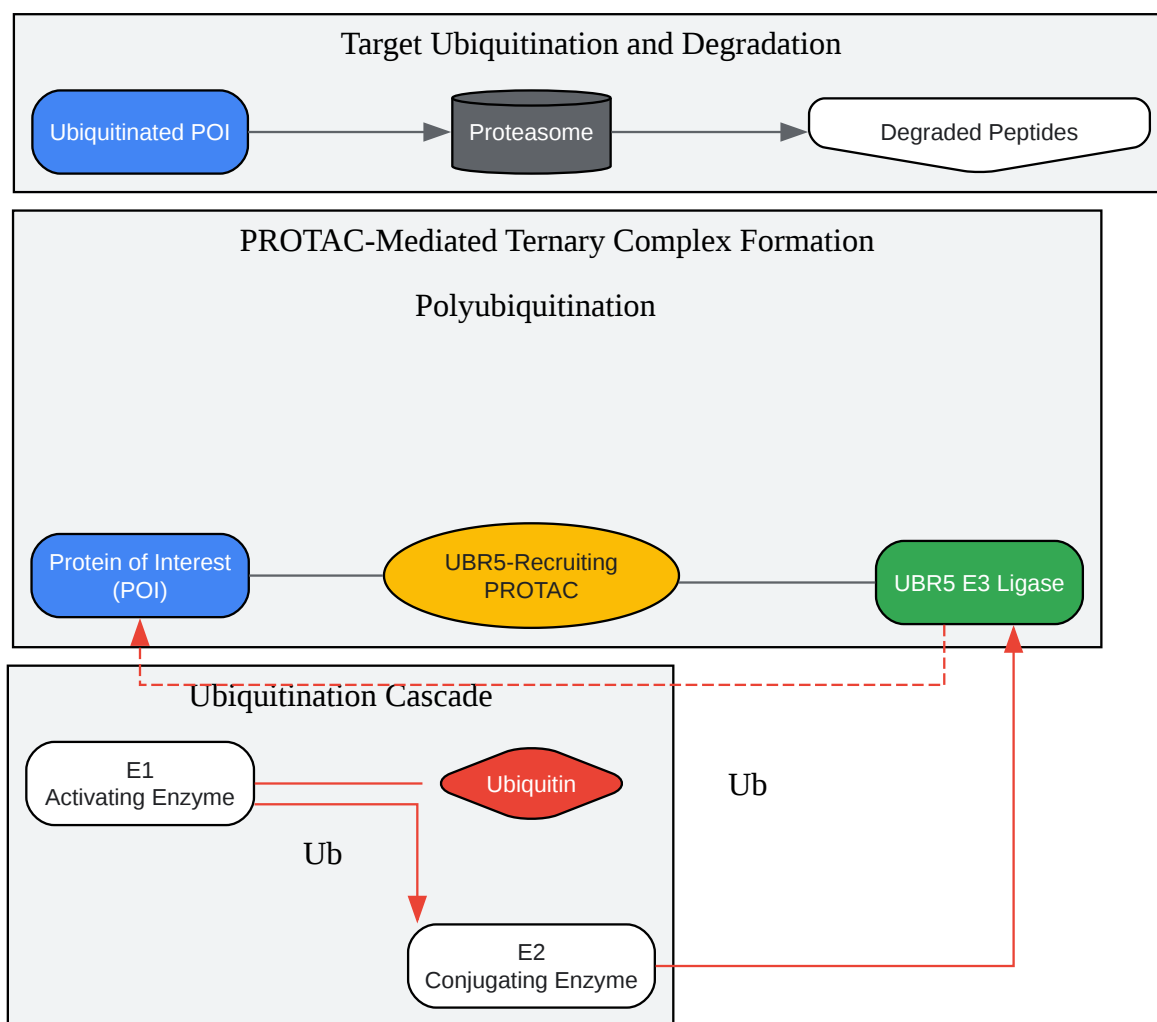 Target Ubiquitination and Degradation
Ubiquitinated POI
Proteasome
Degraded Peptides
PROTAC-Mediated Ternary Complex Formation
Polyubiquitination
Protein of Interest
(POI)
UBR5-Recruiting
PROTAC
UBR5 E3 Ligase
Ubiquitination Cascade
E1
Activating Enzyme
Ubiquitin
Ub
Ub
E2
Conjugating Enzyme